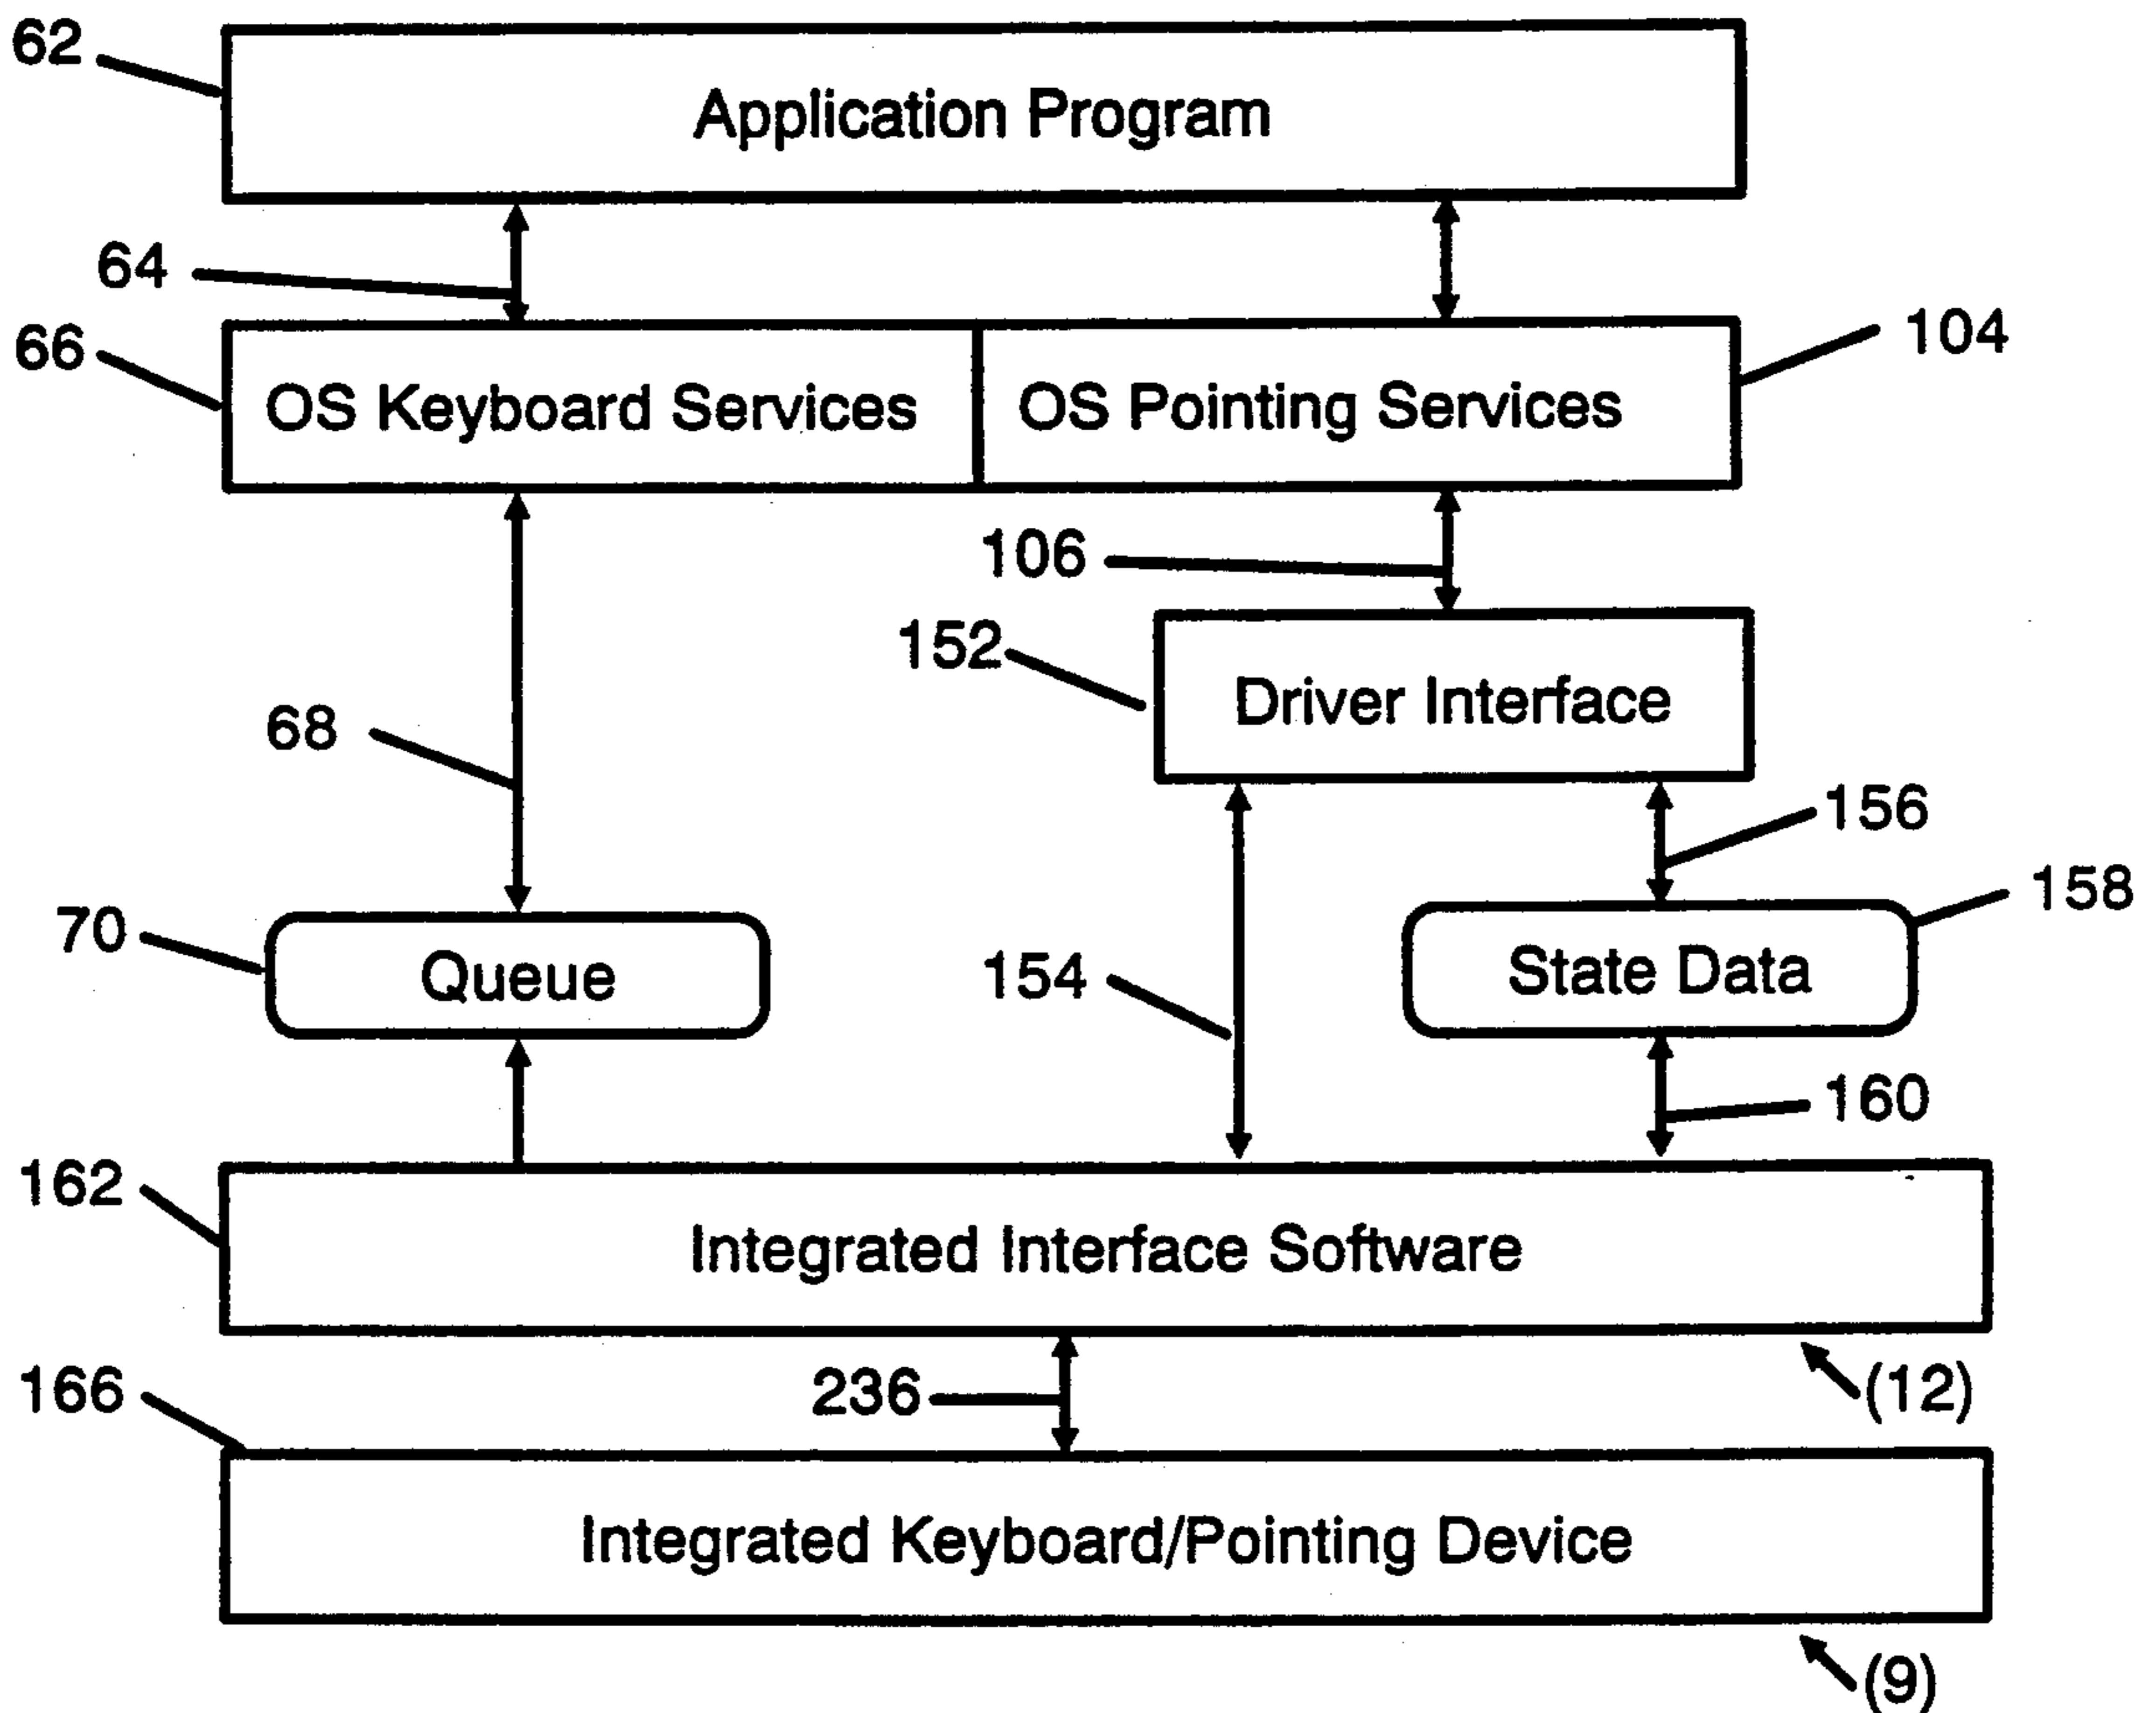 62
Application Program
64
66
OS Keyboard Services
OS Pointing Services
104
106
152
Driver Interface
68
156
158
70
Queue
154
State Data
160
162
Integrated Interface Software
236
(12)
166
Integrated Keyboard/Pointing Device
(9)